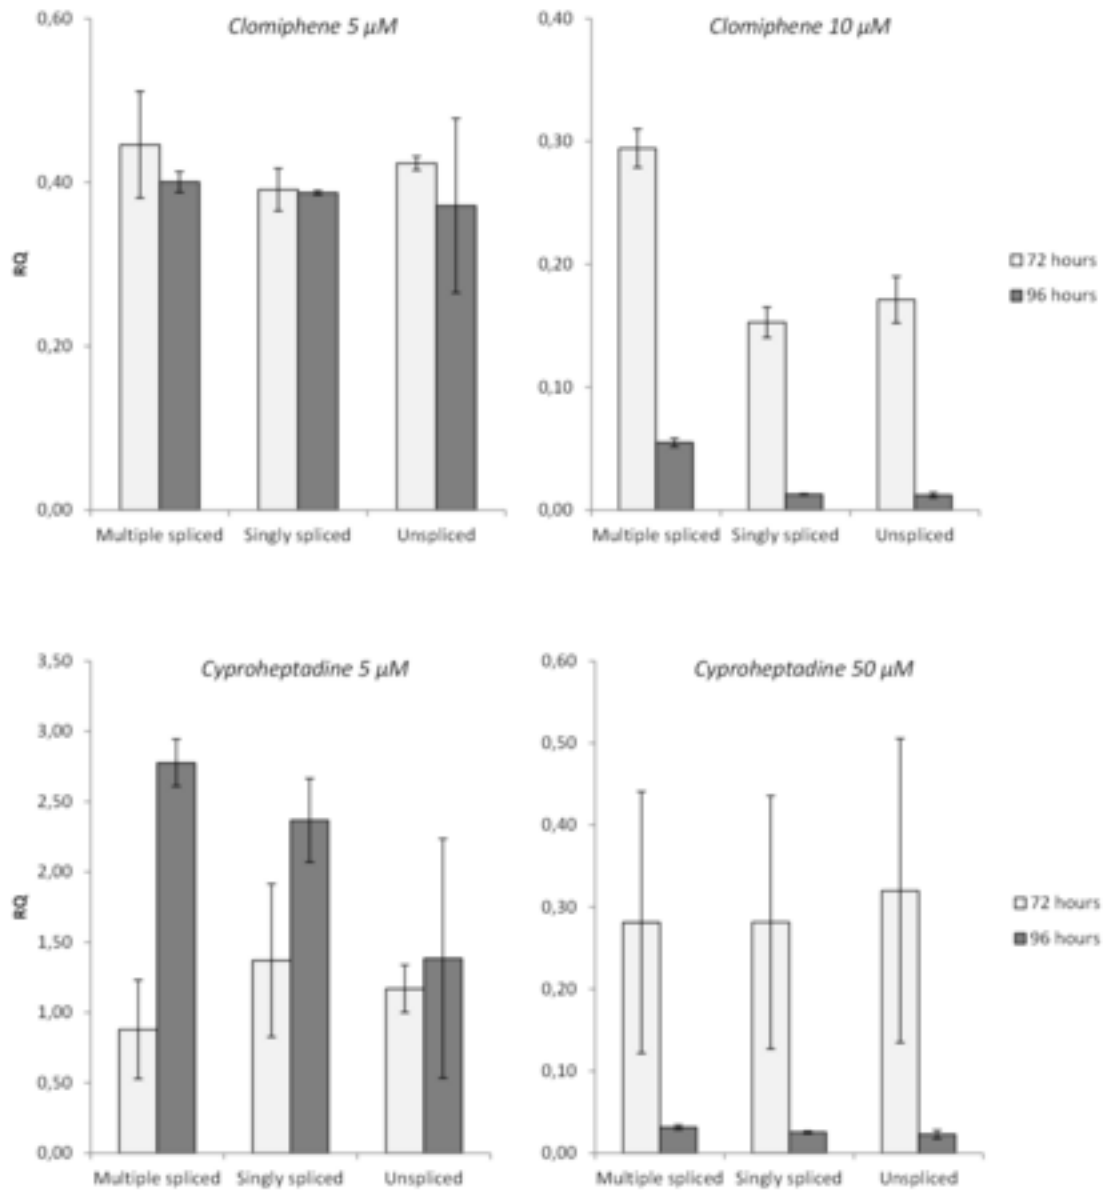 Clomiphene 5 µM
0,60
0,40
0,20
0,00
RQ
Multiple spliced Singly spliced Unspliced
Clomiphene 10 µM
0,40
0,30
0,20
0,10
0,00
Multiple spliced Singly spliced Unspliced
72 hours
96 hours
Cyproheptadine 5 µM
3,50
3,00
2,50
2,00
1,50
1,00
0,50
0,00
RQ
Multiple spliced Singly spliced Unspliced
Cyproheptadine 50 µM
0,60
0,50
0,40
0,30
0,20
0,10
0,00
Multiple spliced Singly spliced Unspliced
72 hours
96 hours